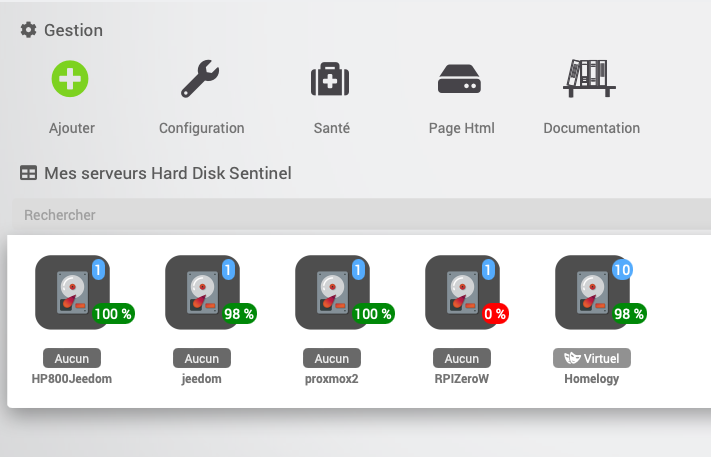 Gestion
Ajouter
Configuration
Santé
Page Html
Documentation
Mes serveurs Hard Disk Sentinel
Rechercher
1
1
1
1
10
100 %
98 %
100 %
0 %
98 %
Aucun
Aucun
Aucun
Aucun
Virtuel
HP800Jeedom
jeedom
proxmox2
RPIZeroW
Homelogy